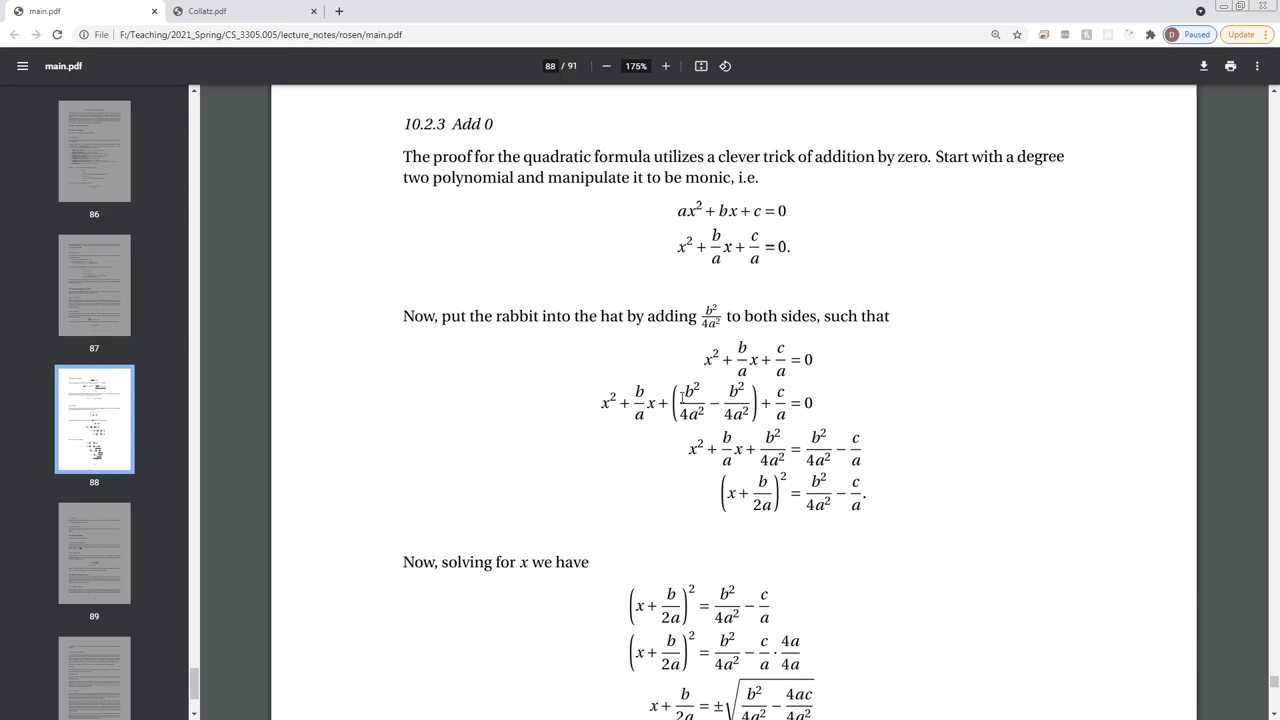 main.pdf
Collatz.pdf
File F:/Teaching/2021_Spring/CS_3305.005/lecture_notes/rosen/main.pdf
D Paused
Update
main.pdf
88 / 91
175%
86
87
88
89
10.2.3 Add 0
The proof for the quadratic formula utilizes a clever trick of addition by zero. Start with a degree
two polynomial and manipulate it to be monic, i.e.
ax² + bx + c = 0
x² + b/a x + c/a = 0.
Now, put the rabbit into the hat by adding b²/4a² to both sides, such that
x² + b/a x + c/a = 0
x² + b/a x + (b²/4a² − b²/4a²) + c/a = 0
x² + b/a x + b²/4a² = b²/4a² − c/a
(x + b/2a)² = b²/4a² − c/a.
Now, solving for x we have
(x + b/2a)² = b²/4a² − c/a
(x + b/2a)² = b²/4a² − c/a · 4a/4a
x + b/2a = ±√(b²/4a² − 4ac/4a²)